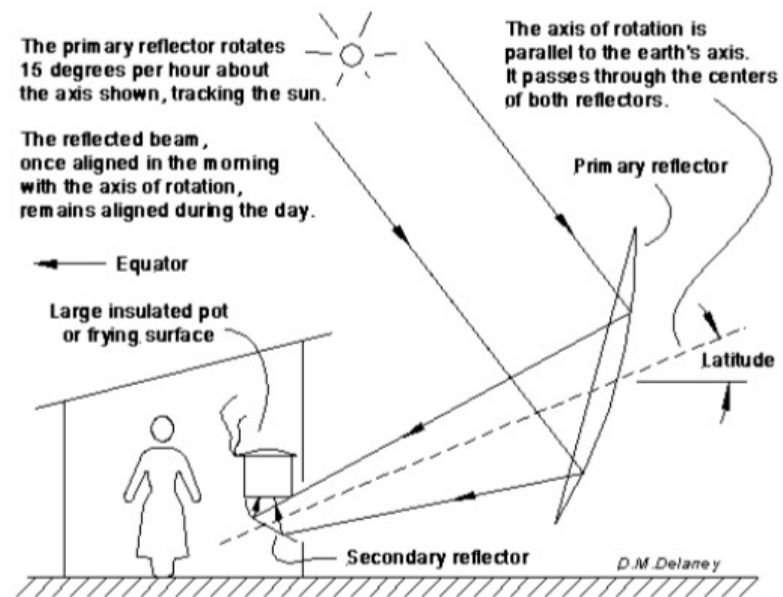 The primary reflector rotates
15 degrees per hour about
the axis shown, tracking the sun.
The reflected beam,
once aligned in the morning
with the axis of rotation,
remains aligned during the day.
Equator
Large insulated pot
or frying surface
The axis of rotation is
parallel to the earth's axis.
It passes through the centers
of both reflectors.
Primary reflector
Latitude
Secondary reflector
D.M.Delaney